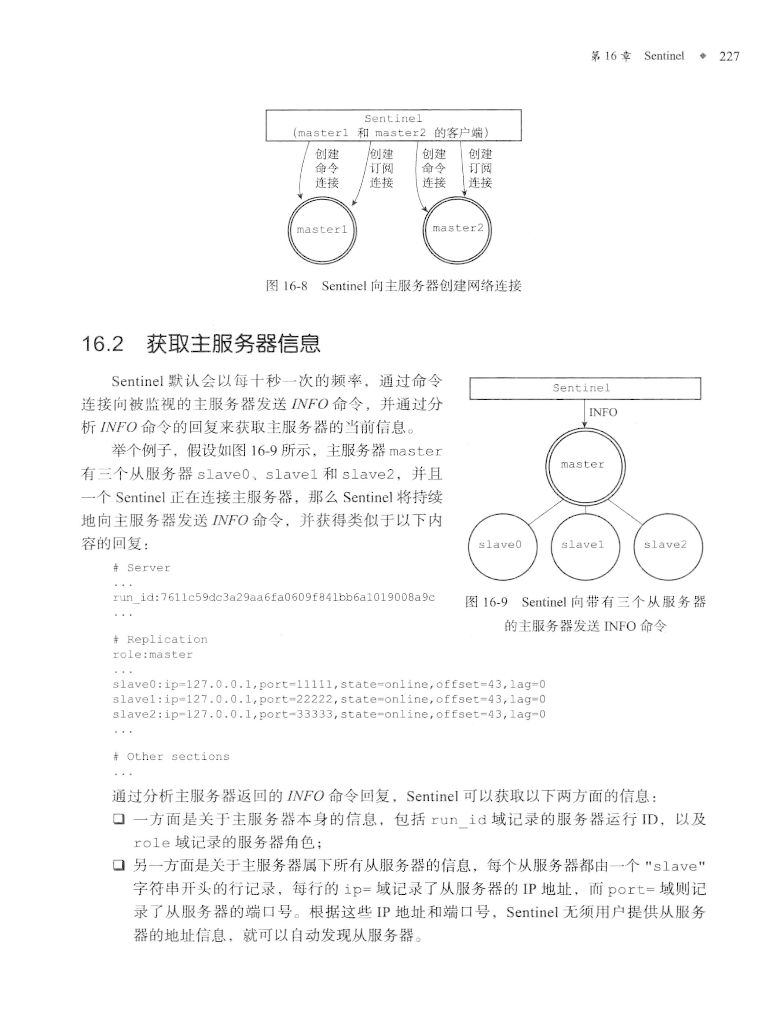 第 16 章 Sentinel ◆ 227
Sentinel
(master1 和 master2 的客户端)
创建 创建 创建 创建
命令 订阅 命令 订阅
连接 连接 连接 连接
master1 master2
图 16-8 Sentinel 向主服务器创建网络连接
16.2 获取主服务器信息
Sentinel 默认会以每十秒一次的频率，通过命令
连接向被监视的主服务器发送 INFO 命令，并通过分
析 INFO 命令的回复来获取主服务器的当前信息。
举个例子，假设如图 16-9 所示，主服务器 master
有三个从服务器 slave0、slave1 和 slave2，并且
一个 Sentinel 正在连接主服务器，那么 Sentinel 将持续
地向主服务器发送 INFO 命令，并获得类似于以下内
容的回复：
Sentinel
INFO
master
slave0 slave1 slave2
图 16-9 Sentinel 向带有三个从服务器
的主服务器发送 INFO 命令
# Server
...
run_id:7611c59dc3a29aa6fa0609f841bb6a1019008a9c
...
# Replication
role:master
...
slave0:ip=127.0.0.1,port=11111,state=online,offset=43,lag=0
slave1:ip=127.0.0.1,port=22222,state=online,offset=43,lag=0
slave2:ip=127.0.0.1,port=33333,state=online,offset=43,lag=0
...
# Other sections
...
通过分析主服务器返回的 INFO 命令回复，Sentinel 可以获取以下两方面的信息：
❑ 一方面是关于主服务器本身的信息，包括 run_id 域记录的服务器运行 ID，以及
role 域记录的服务器角色；
❑ 另一方面是关于主服务器属下所有从服务器的信息，每个从服务器都由一个 "slave"
字符串开头的行记录，每行的 ip= 域记录了从服务器的 IP 地址，而 port= 域则记
录了从服务器的端口号。根据这些 IP 地址和端口号，Sentinel 无须用户提供从服务
器的地址信息，就可以自动发现从服务器。